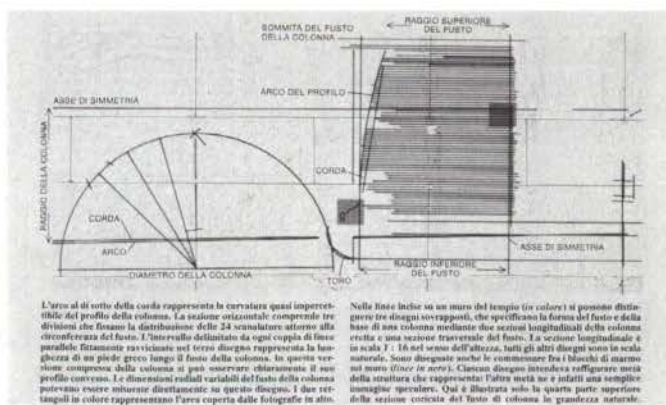 SOMMITÀ DEL FUSTO
DELLA COLONNA
RAGGIO SUPERIORE
DEL FUSTO
ARCO DEL PROFILO
ASSE DI SIMMETRIA
RAGGIO DELLA COLONNA
CORDA
CORDA
ARCO
DIAMETRO DELLA COLONNA
TORO
RAGGIO INFERIORE
DEL FUSTO
ASSE DI SIMMETRIA
L'arco al di sotto della corda rappresenta la curvatura quasi impercet-
tibile del profilo della colonna. La sezione orizzontale comprende tre
divisioni che fissano la distribuzione delle 24 scanalature attorno alla
circonferenza del fusto. L'intervallo delimitato da ogni coppia di linee
parallele fittamente ravvicinate nel terzo disegno rappresenta la lun-
ghezza di un piede greco lungo il fusto della colonna. In questa ver-
sione compressa della colonna si può osservare chiaramente il suo
profilo convesso. Le dimensioni radiali variabili del fusto della colonna
potevano essere misurate direttamente su questo disegno. I due ret-
tangoli in colore rappresentano l'area coperta dalle fotografie in alto.
Nelle linee incise su un muro del tempio (in colore) si possono distin-
guere tre disegni sovrapposti, che specificano la forma del fusto e della
base di una colonna mediante due sezioni longitudinali della colonna
eretta e una sezione trasversale del fusto. La sezione longitudinale è
in scala 1 : 16 nel senso dell'altezza, tutti gli altri disegni sono in scala
naturale. Sono disegnate anche le commessure fra i blocchi di marmo
nel muro (linee in nero). Ciascun disegno intendeva raffigurare metà
della struttura che rappresenta: l'altra metà ne è infatti una semplice
immagine speculare. Qui è illustrata solo la quarta parte superiore
della sezione coricata del fusto di colonna in grandezza naturale.